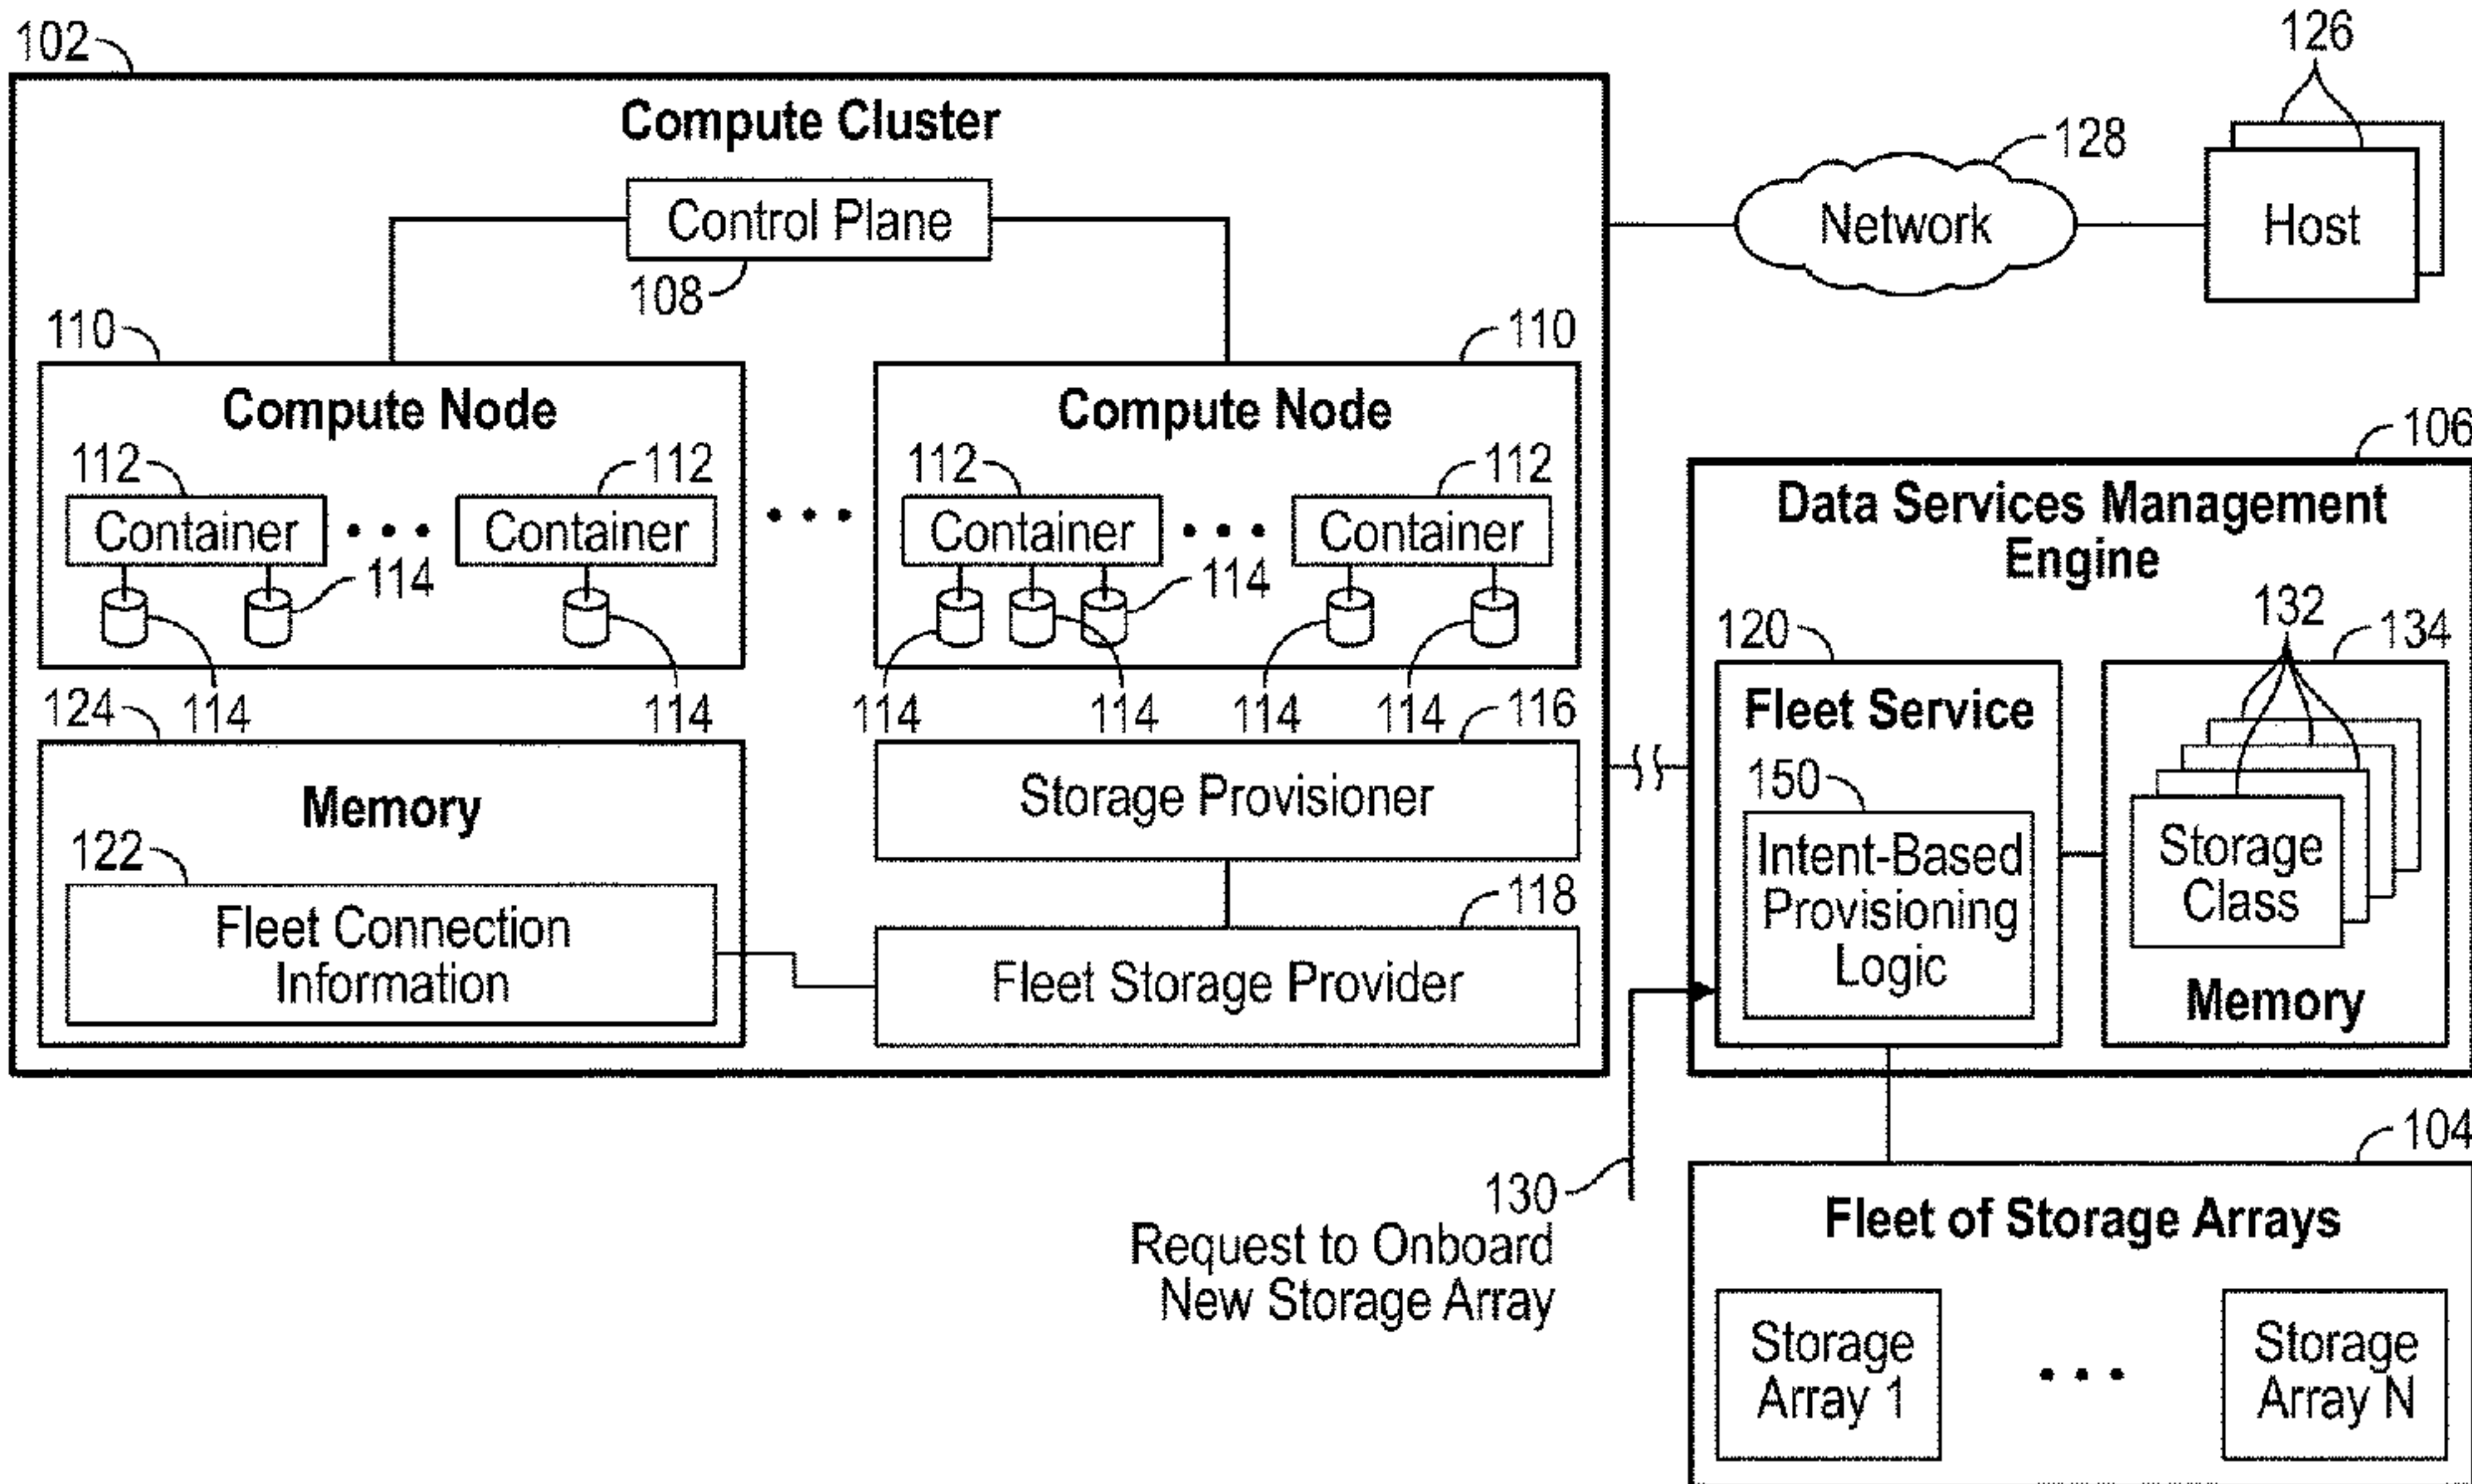 102
126
Compute Cluster
128
Control Plane
Network
Host
108
110
110
Compute Node
Compute Node
106
112
112
112
112
Data Services Management
Engine
Container
• • •
Container
• • •
Container
• • •
Container
114
114
132
120
134
124
114
114
114
114
114
114
116
Fleet Service
Memory
Storage Provisioner
150
122
Intent-Based
Provisioning
Logic
Storage
Class
118
Fleet Connection
Information
Fleet Storage Provider
Memory
104
130
Request to Onboard
New Storage Array
Fleet of Storage Arrays
Storage
Array 1
• • •
Storage
Array N